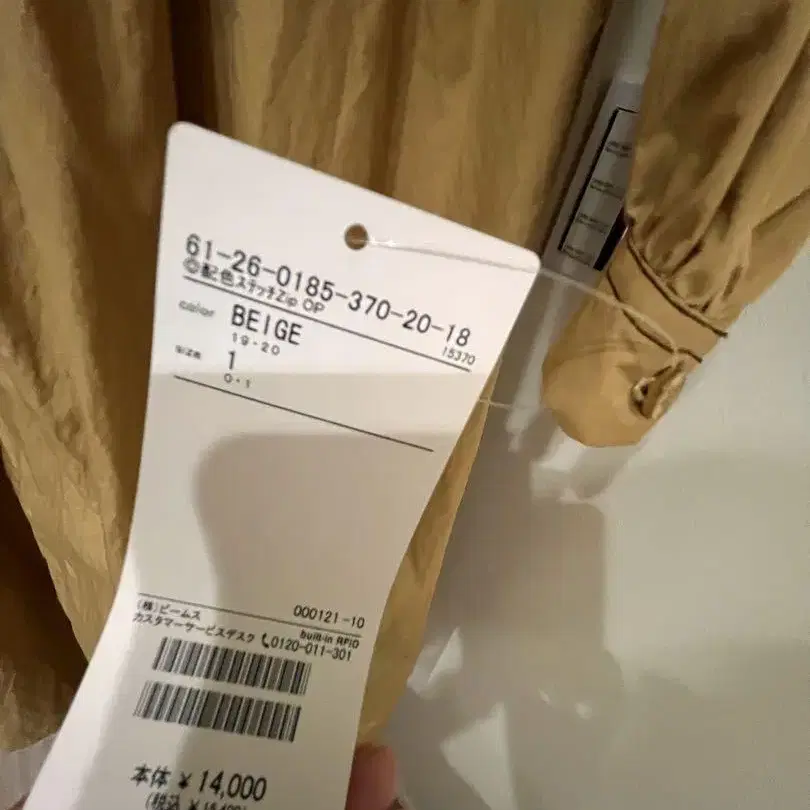 61-26-0185-370-20-18
◎配色ステッチZip OP
15370
color BEIGE
19-20
size 1
0-1
000121-10
(株)ビームス built-in RFID
カスタマーサービスデスク 0120-011-301
本体 ¥14,000
(税込